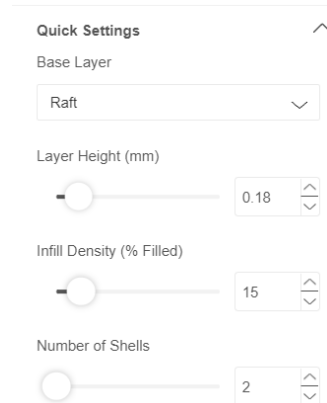 Quick Settings
Base Layer
Raft
Layer Height (mm)
0.18
Infill Density (% Filled)
15
Number of Shells
2